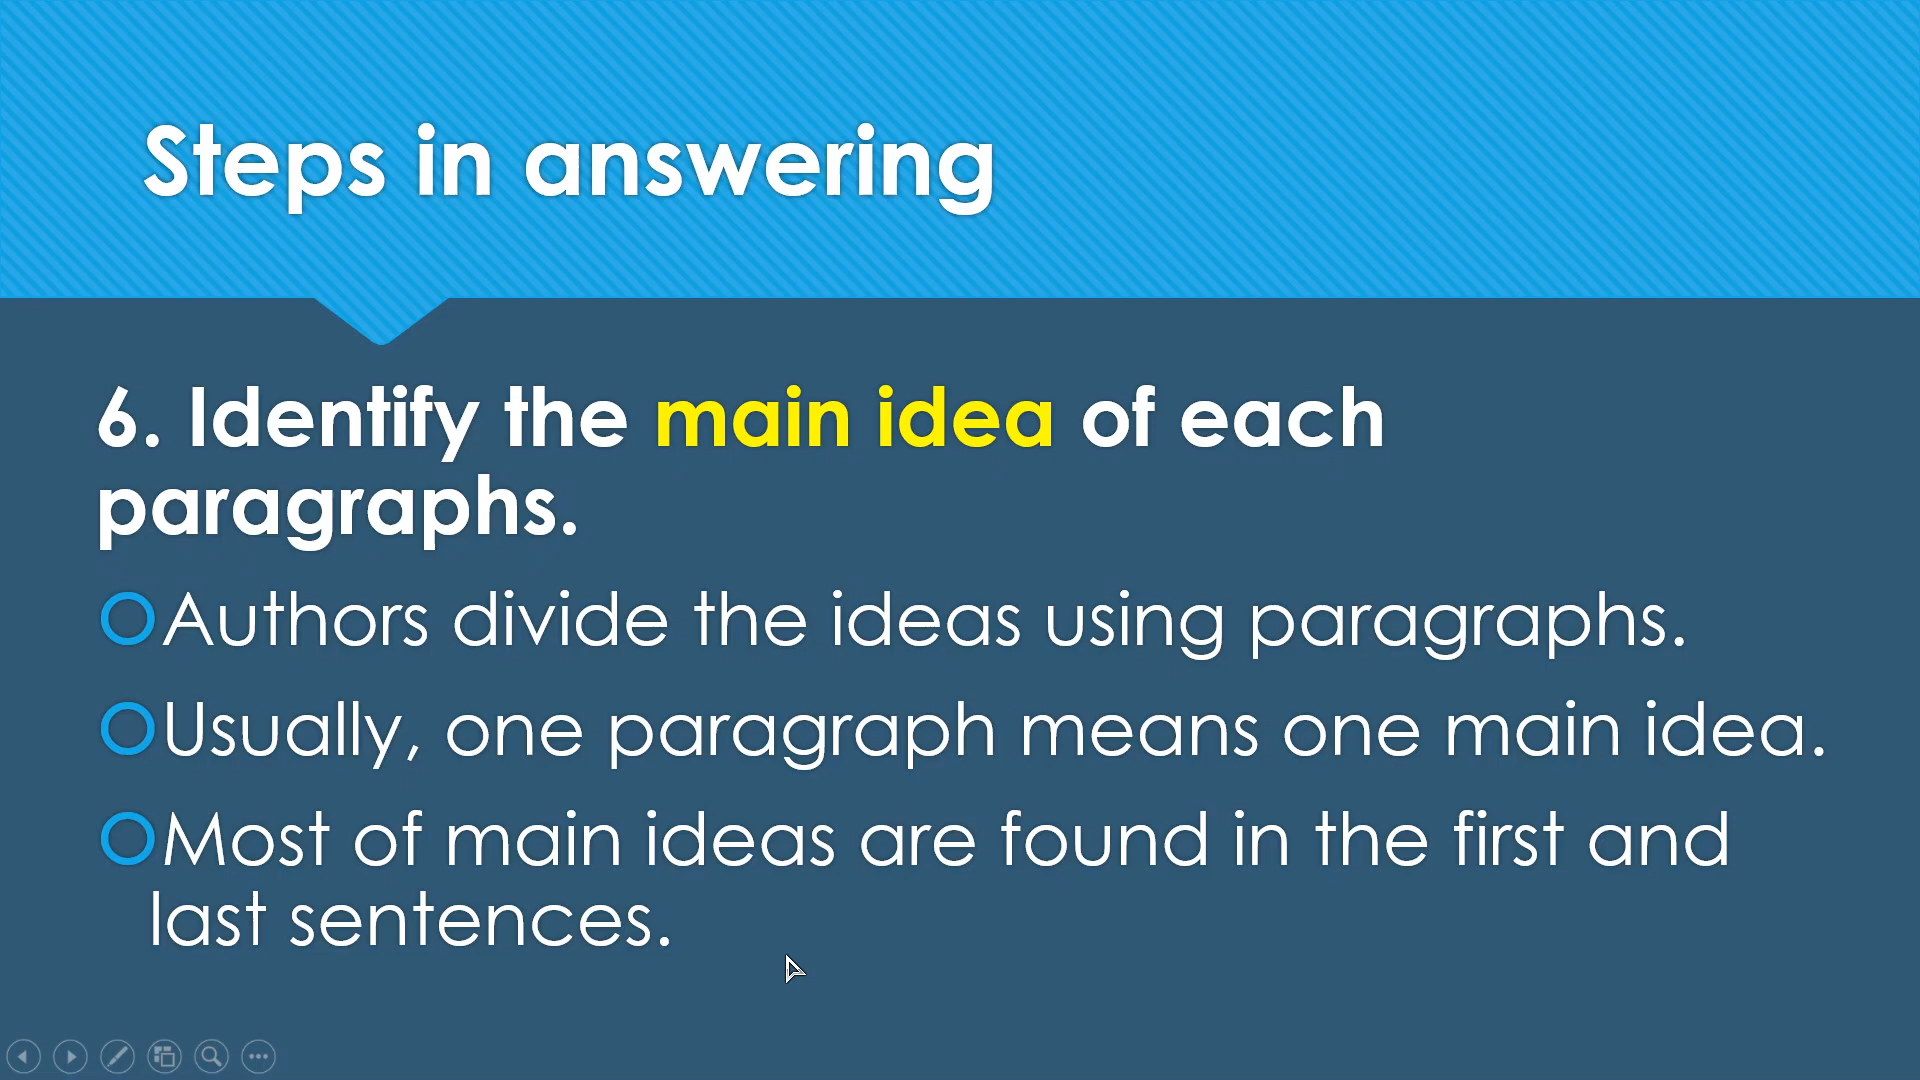 Steps in answering
6. Identify the main idea of each
paragraphs.
Authors divide the ideas using paragraphs.
Usually, one paragraph means one main idea.
Most of main ideas are found in the first and
last sentences.